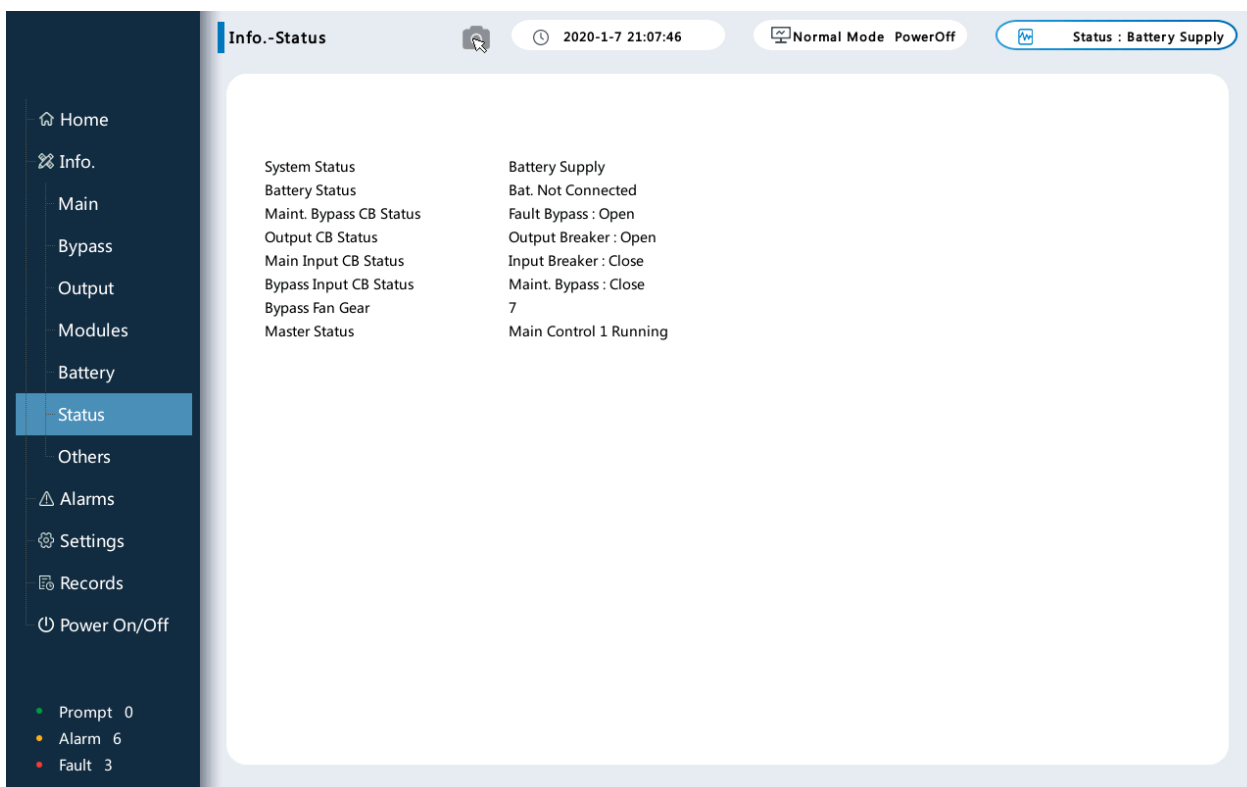 Info.-Status
2020-1-7 21:07:46
Normal Mode PowerOff
Status : Battery Supply
Home
Info.
Main
Bypass
Output
Modules
Battery
Status
Others
Alarms
Settings
Records
Power On/Off
Prompt 0
Alarm 6
Fault 3
System Status Battery Supply
Battery Status Bat. Not Connected
Maint. Bypass CB Status Fault Bypass : Open
Output CB Status Output Breaker : Open
Main Input CB Status Input Breaker : Close
Bypass Input CB Status Maint. Bypass : Close
Bypass Fan Gear 7
Master Status Main Control 1 Running